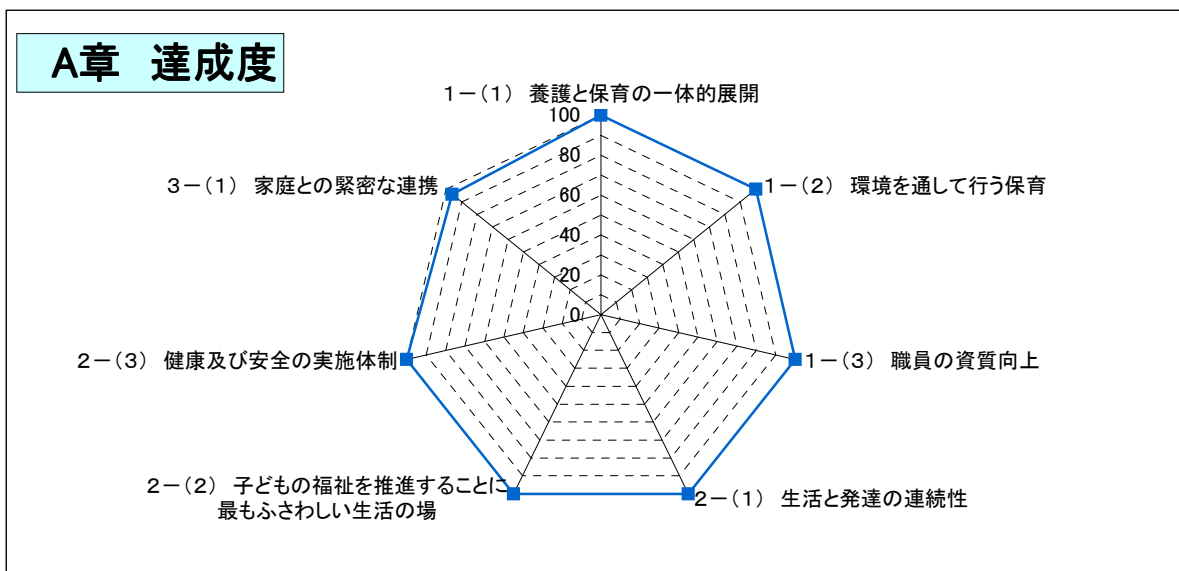 A章 達成度
1－(1) 養護と保育の一体的展開
100
80
60
40
20
0
1－(2) 環境を通して行う保育
1－(3) 職員の資質向上
2－(1) 生活と発達の連続性
2－(2) 子どもの福祉を推進することに
最もふさわしい生活の場
2－(3) 健康及び安全の実施体制
3－(1) 家庭との緊密な連携